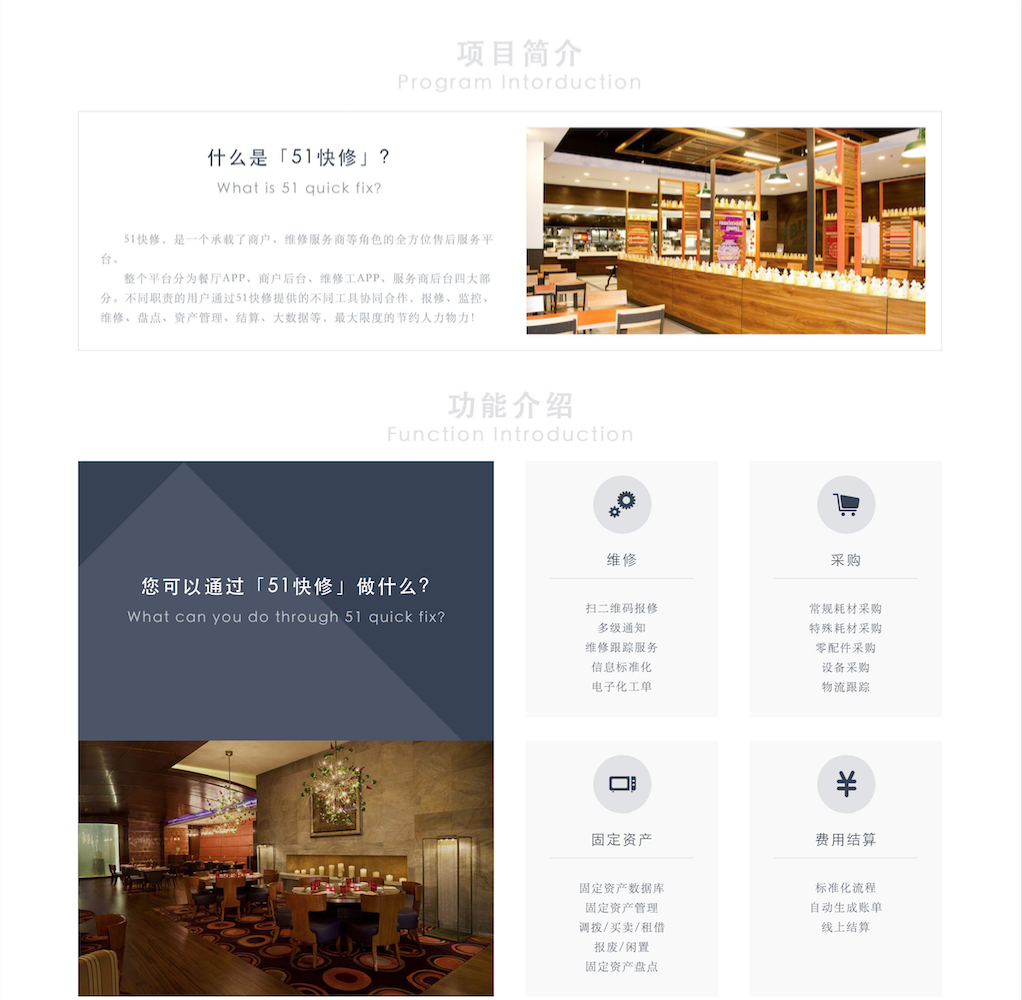 项目简介
Program Intorduction
什么是「51快修」?
What is 51 quick fix?
51快修，是一个承载了商户、维修服务商等角色的全方位售后服务平
台。
整个平台分为餐厅APP、商户后台、维修工APP、服务商后台四大部
分。不同职责的用户通过51快修提供的不同工具协同合作，报修、监控、
维修、盘点、资产管理、结算、大数据等，最大限度的节约人力物力！
功能介绍
Function Introduction
您可以通过「51快修」做什么?
What can you do through 51 quick fix?
维修
扫二维码报修
多级通知
维修跟踪服务
信息标准化
电子化工单
采购
常规耗材采购
特殊耗材采购
零配件采购
设备采购
物流跟踪
固定资产
固定资产数据库
固定资产管理
调拨/买卖/租借
报废/闲置
固定资产盘点
费用结算
标准化流程
自动生成账单
线上结算